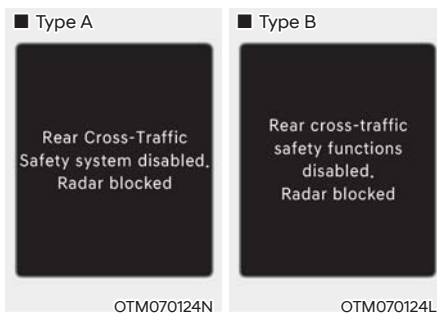 ■ Type A
Rear Cross-Traffic
Safety system disabled.
Radar blocked
OTM070124N
■ Type B
Rear cross-traffic
safety functions
disabled.
Radar blocked
OTM070124L